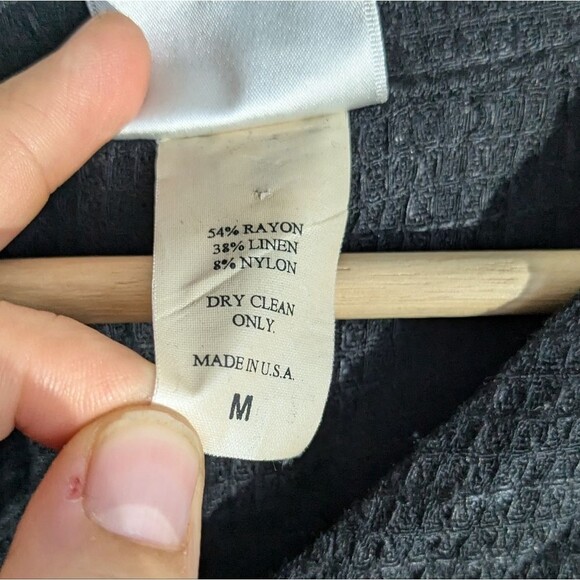 54% RAYON
38% LINEN
8% NYLON
DRY CLEAN
ONLY.
MADE IN U.S.A.
M